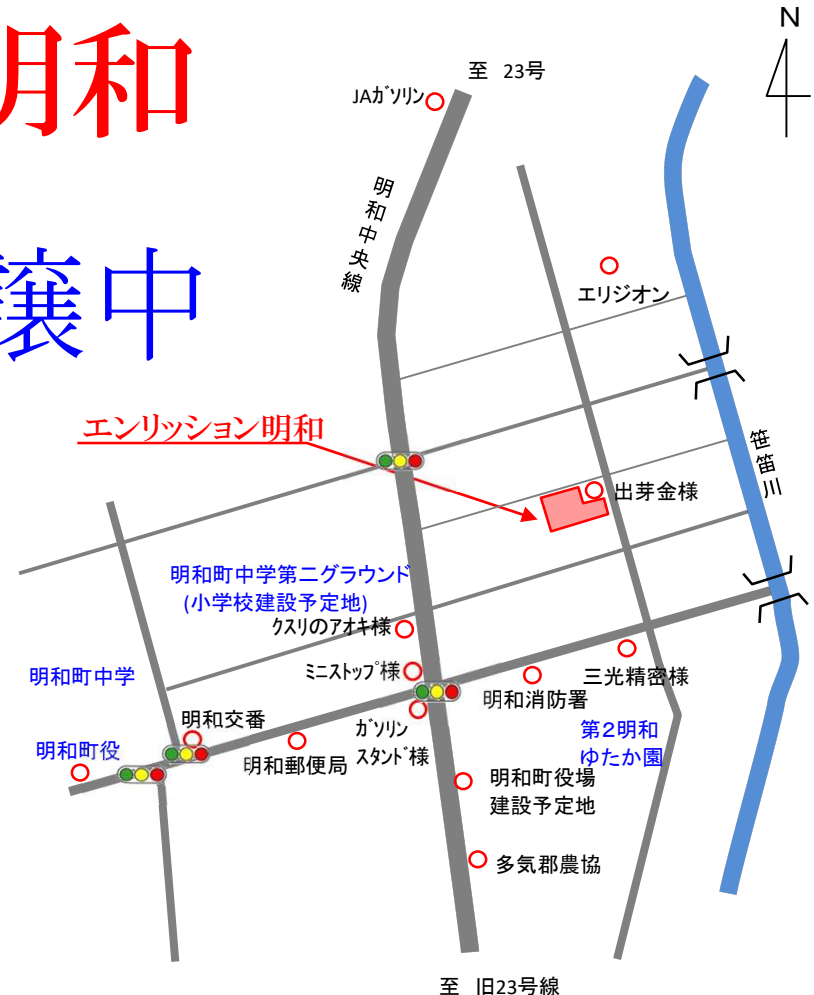 明和
N
至 23号
JAガソリン
明和中央線
譲中
エリジオン
エンリッション明和
笹笛川
出芽金様
明和町中学第二グラウンド
(小学校建設予定地)
クスリのアオキ様
ミニストップ様
明和町中学
三光精密様
明和消防署
明和交番
ガソリン
スタンド様
第2明和
ゆたか園
明和町役
明和郵便局
明和町役場
建設予定地
多気郡農協
至 旧23号線